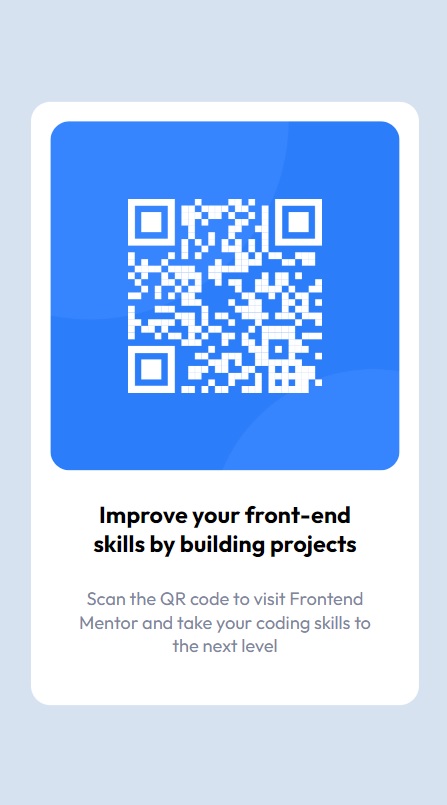 Improve your front-end
skills by building projects
Scan the QR code to visit Frontend
Mentor and take your coding skills to
the next level